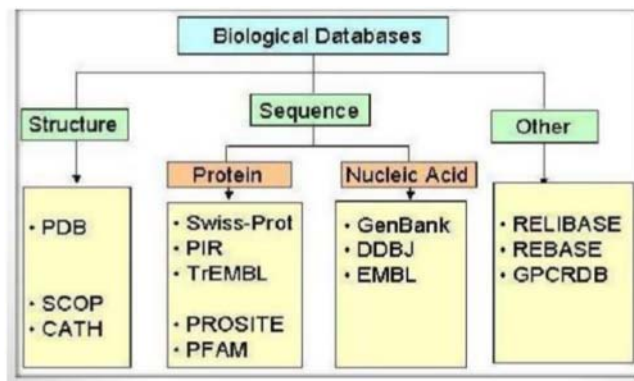 Biological Databases
Structure
Sequence
Other
Protein
Nucleic Acid
• PDB
• SCOP
• CATH
• Swiss-Prot
• PIR
• TrEMBL
• PROSITE
• PFAM
• GenBank
• DDBJ
• EMBL
• RELIBASE
• REBASE
• GPCRDB